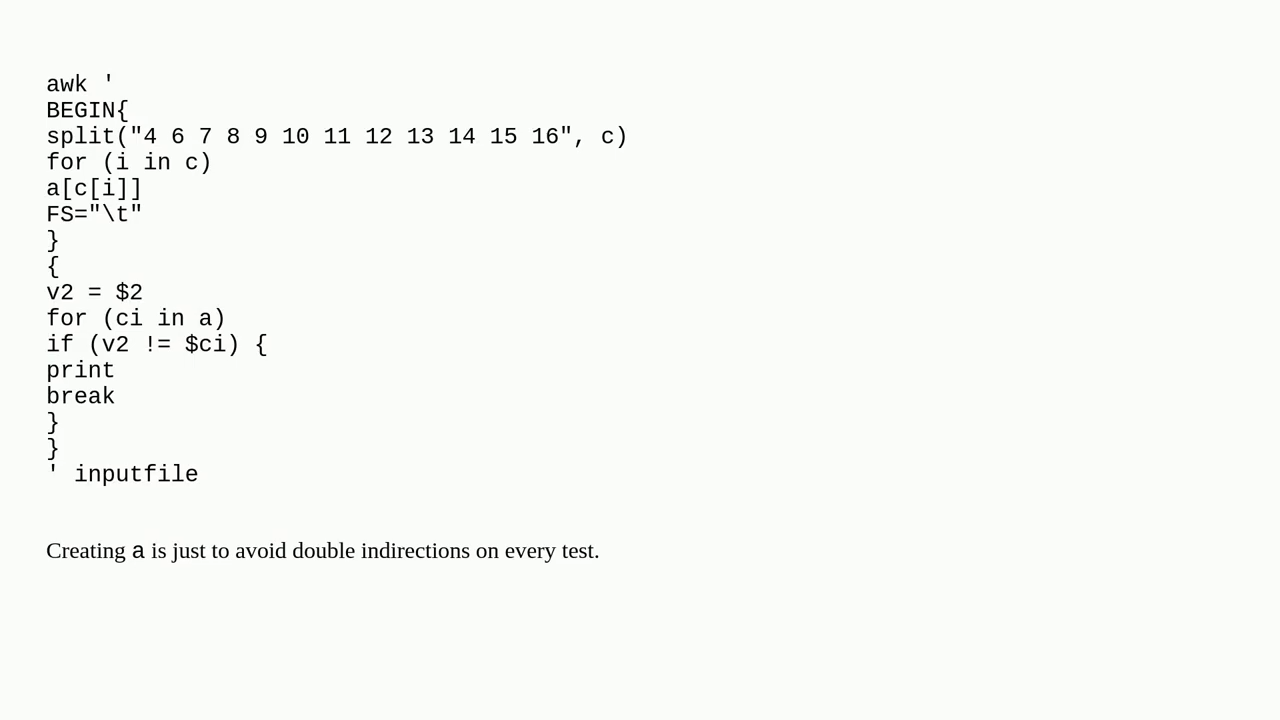 awk '
BEGIN{
split("4 6 7 8 9 10 11 12 13 14 15 16", c)
for (i in c)
a[c[i]]
FS="\t"
}
{
v2 = $2
for (ci in a)
if (v2 != $ci) {
print
break
}
}
' inputfile
Creating a is just to avoid double indirections on every test.